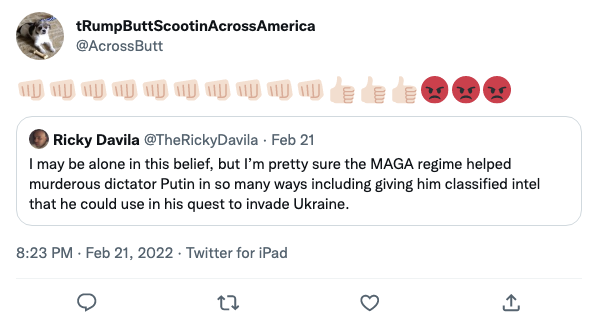 tRumpButtScootinAcrossAmerica
@AcrossButt
👊🏻👊🏻👊🏻👊🏻👊🏻👊🏻👊🏻👊🏻👊🏻👊🏻👍🏻👍🏻👍🏻😡😡😡
Ricky Davila @TheRickyDavila · Feb 21
I may be alone in this belief, but I’m pretty sure the MAGA regime helped
murderous dictator Putin in so many ways including giving him classified intel
that he could use in his quest to invade Ukraine.
8:23 PM · Feb 21, 2022 · Twitter for iPad